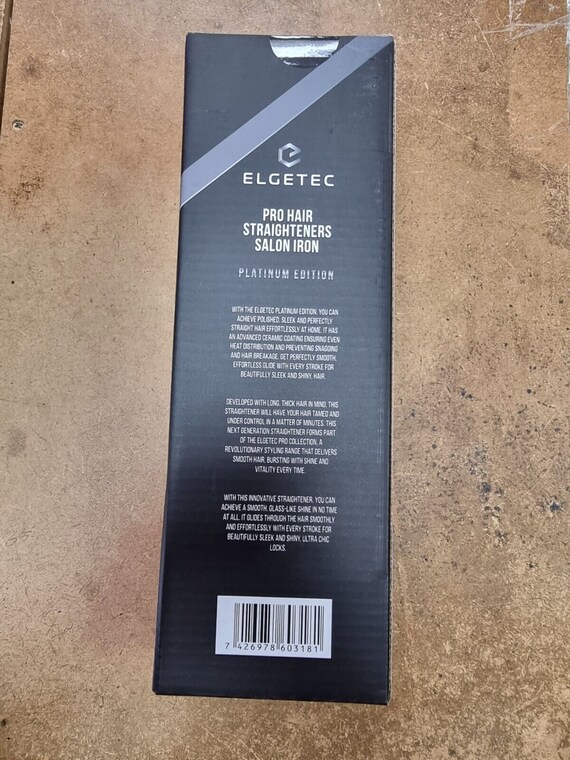 ELGETEC
PRO HAIR
STRAIGHTENERS
SALON IRON
PLATINUM EDITION
WITH THE ELGETEC PLATINUM EDITION, YOU CAN
ACHIEVE POLISHED, SLEEK AND PERFECTLY
STRAIGHT HAIR EFFORTLESSLY AT HOME. IT HAS
AN ADVANCED CERAMIC COATING ENSURING EVEN
HEAT DISTRIBUTION AND PREVENTING SNAGGING
AND HAIR BREAKAGE. GET PERFECTLY SMOOTH,
EFFORTLESS GLIDE WITH EVERY STROKE FOR
BEAUTIFULLY SLEEK AND SHINY, HAIR.
DEVELOPED WITH LONG, THICK HAIR IN MIND, THIS
STRAIGHTENER WILL HAVE YOUR HAIR TAMED AND
UNDER CONTROL IN A MATTER OF MINUTES. THIS
NEXT GENERATION STRAIGHTENER FORMS PART
OF THE ELGETEC PRO COLLECTION, A
REVOLUTIONARY STYLING RANGE THAT DELIVERS
SMOOTH HAIR, BURSTING WITH SHINE AND
VITALITY EVERY TIME.
WITH THIS INNOVATIVE STRAIGHTENER, YOU CAN
ACHIEVE A SMOOTH, GLASS-LIKE SHINE IN NO TIME
AT ALL. IT GLIDES THROUGH THE HAIR SMOOTHLY
AND EFFORTLESSLY WITH EVERY STROKE FOR
BEAUTIFULLY SLEEK AND SHINY, ULTRA CHIC
LOCKS.
7 426978 603181